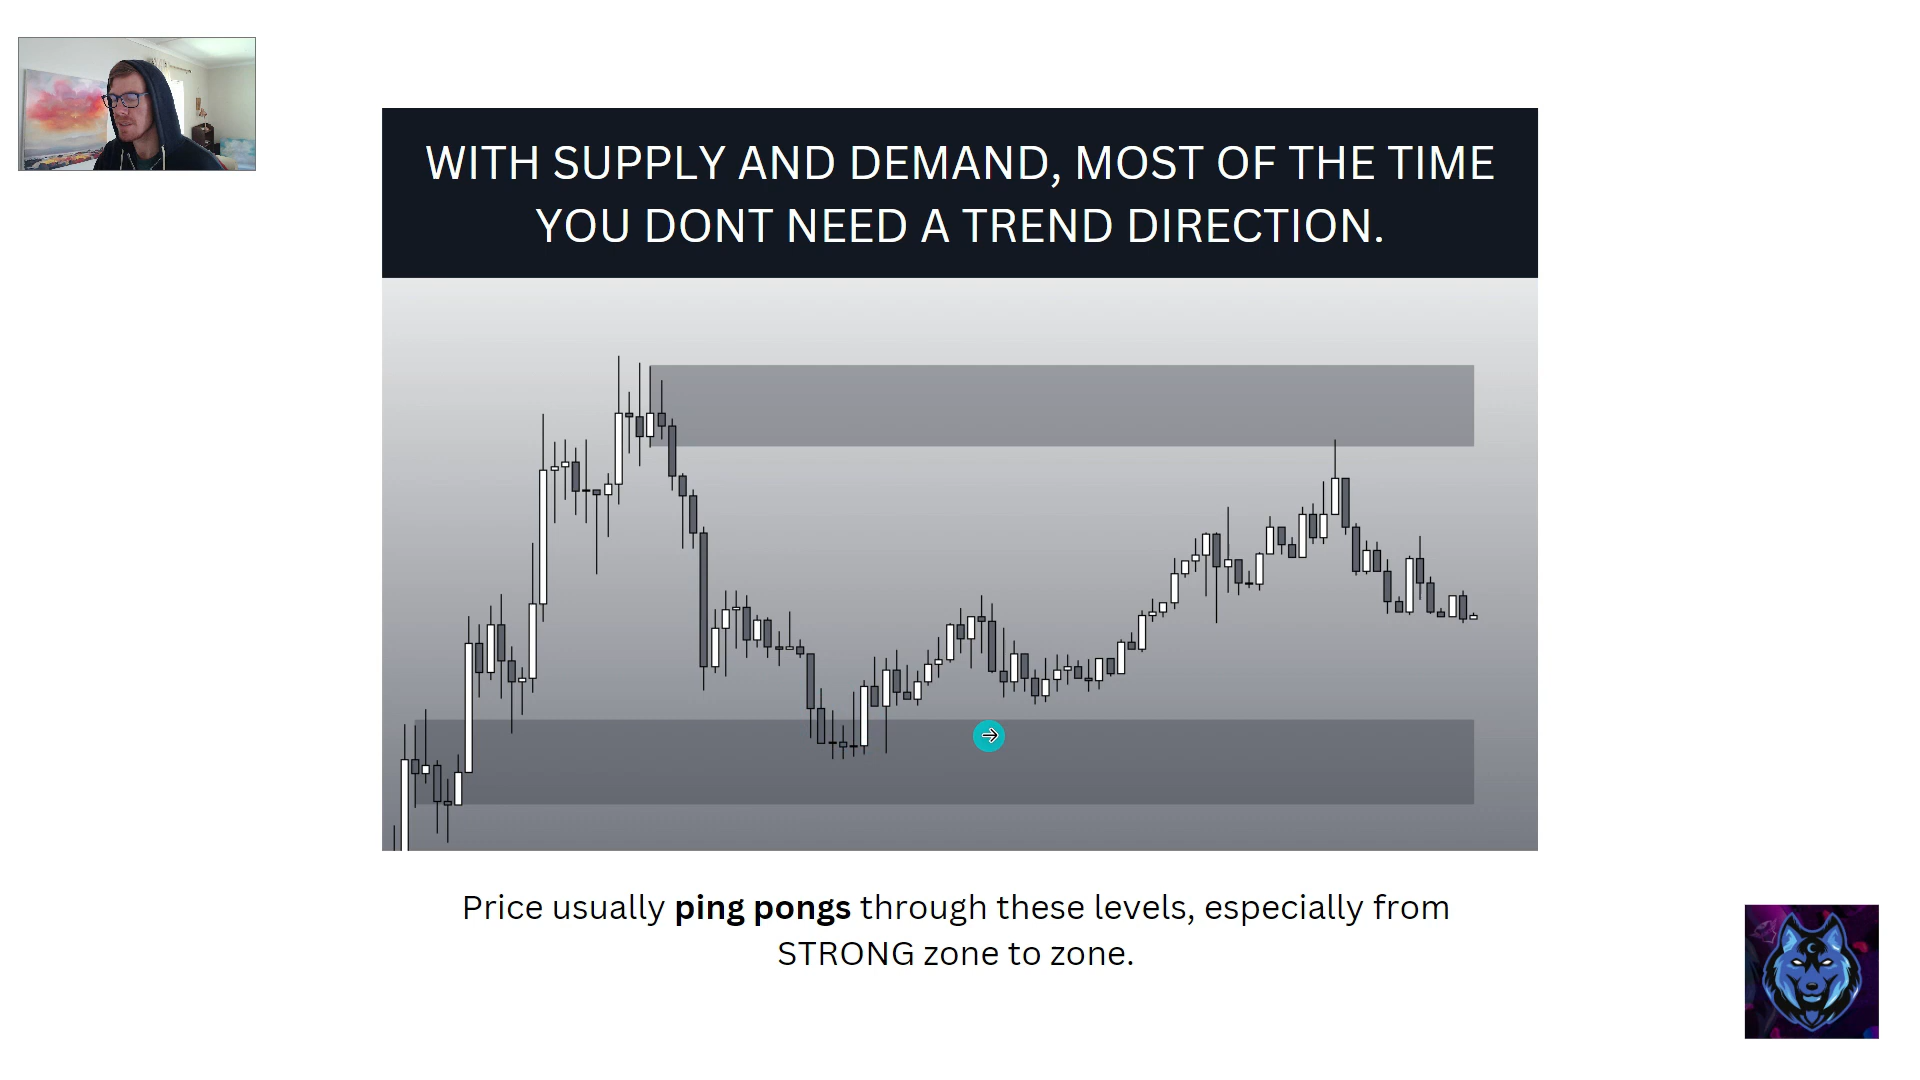 WITH SUPPLY AND DEMAND, MOST OF THE TIME
YOU DONT NEED A TREND DIRECTION.
Price usually ping pongs through these levels, especially from
STRONG zone to zone.